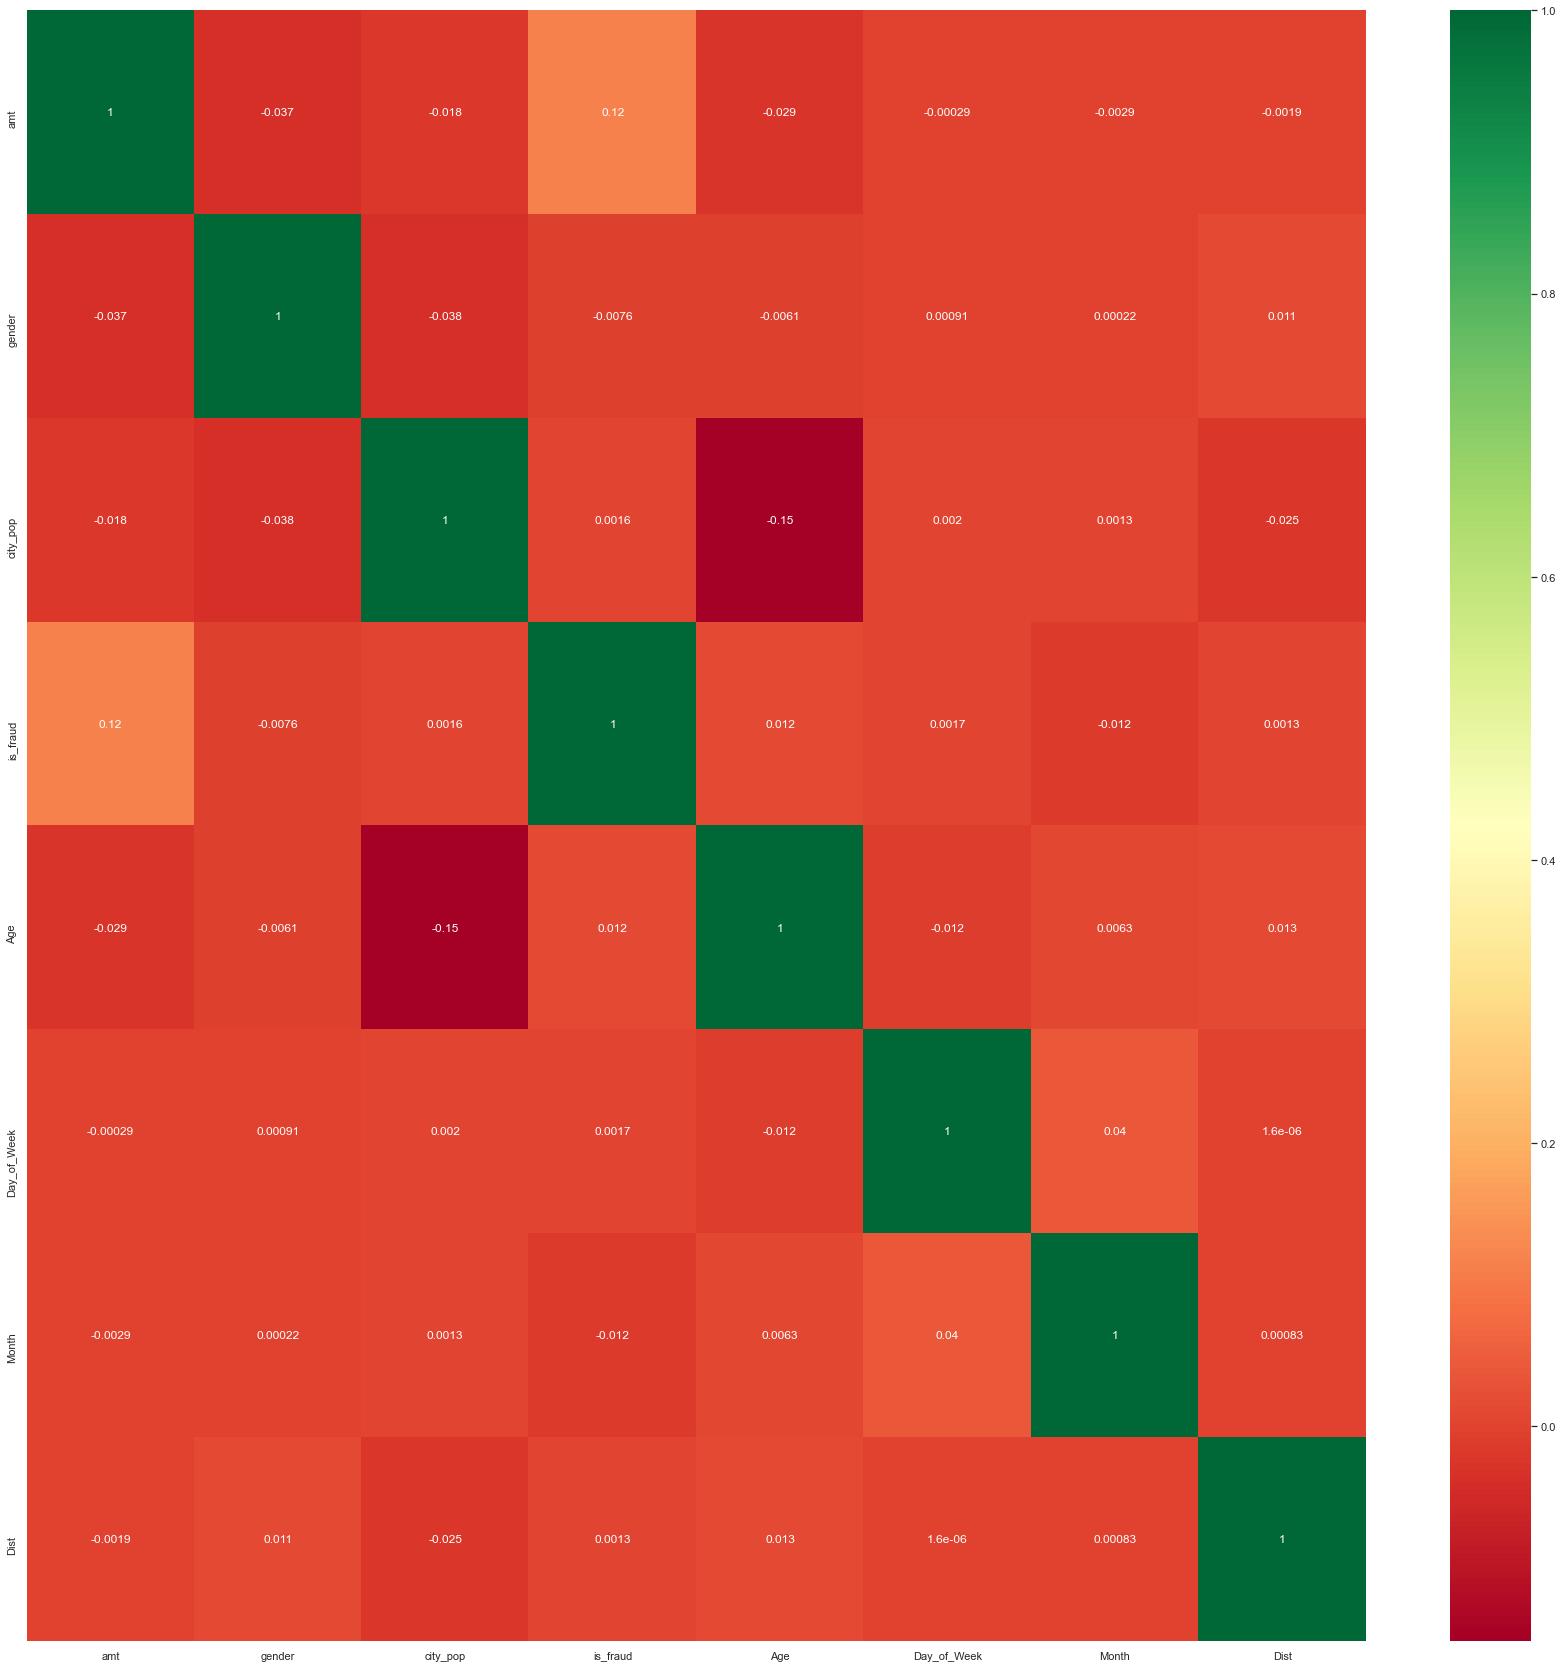 amt 1 -0.037 -0.018 0.12 -0.029 -0.00029 -0.0029 -0.0019
gender -0.037 1 -0.038 -0.0076 -0.0061 0.00091 0.00022 0.011
city_pop -0.018 -0.038 1 0.0016 -0.15 0.002 0.0013 -0.025
is_fraud 0.12 -0.0076 0.0016 1 0.012 0.0017 -0.012 0.0013
Age -0.029 -0.0061 -0.15 0.012 1 -0.012 0.0063 0.013
Day_of_Week -0.00029 0.00091 0.002 0.0017 -0.012 1 0.04 1.6e-06
Month -0.0029 0.00022 0.0013 -0.012 0.0063 0.04 1 0.00083
Dist -0.0019 0.011 -0.025 0.0013 0.013 1.6e-06 0.00083 1
amt gender city_pop is_fraud Age Day_of_Week Month Dist
1.0
0.8
0.6
0.4
0.2
0.0